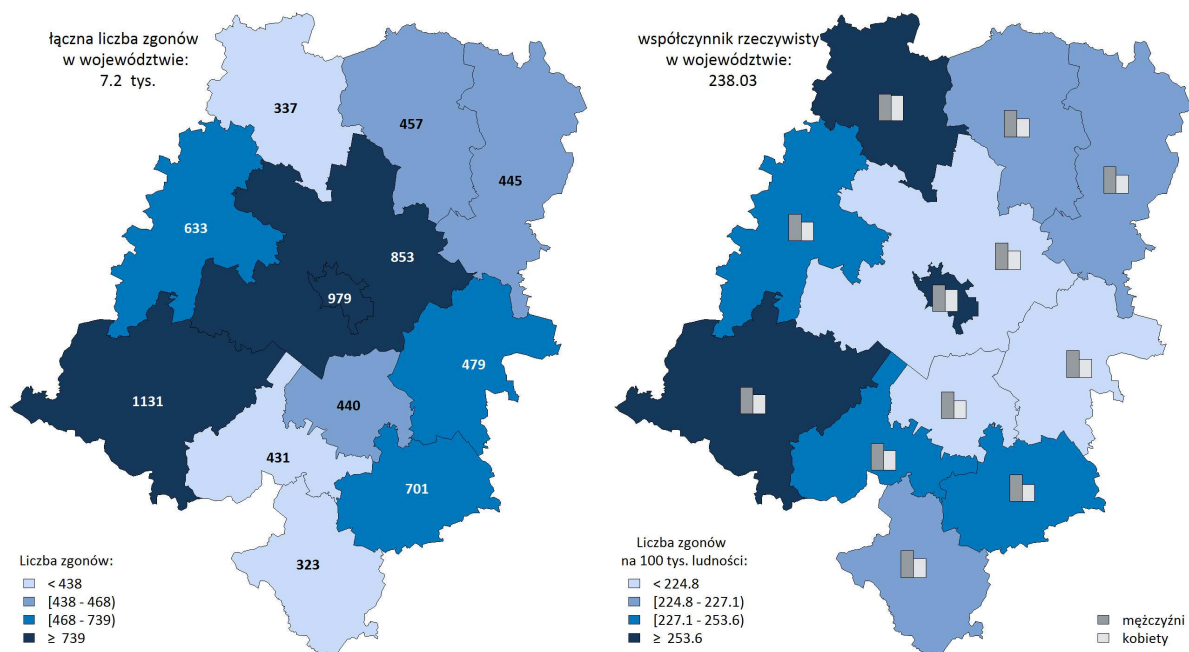 łączna liczba zgonów
w województwie:
7.2 tys.
337
457
445
633
853
979
479
1131
440
431
701
323
Liczba zgonów:
< 438
[438 - 468)
[468 - 739)
≥ 739
współczynnik rzeczywisty
w województwie:
238.03
Liczba zgonów
na 100 tys. ludności:
< 224.8
[224.8 - 227.1)
[227.1 - 253.6)
≥ 253.6
mężczyźni
kobiety